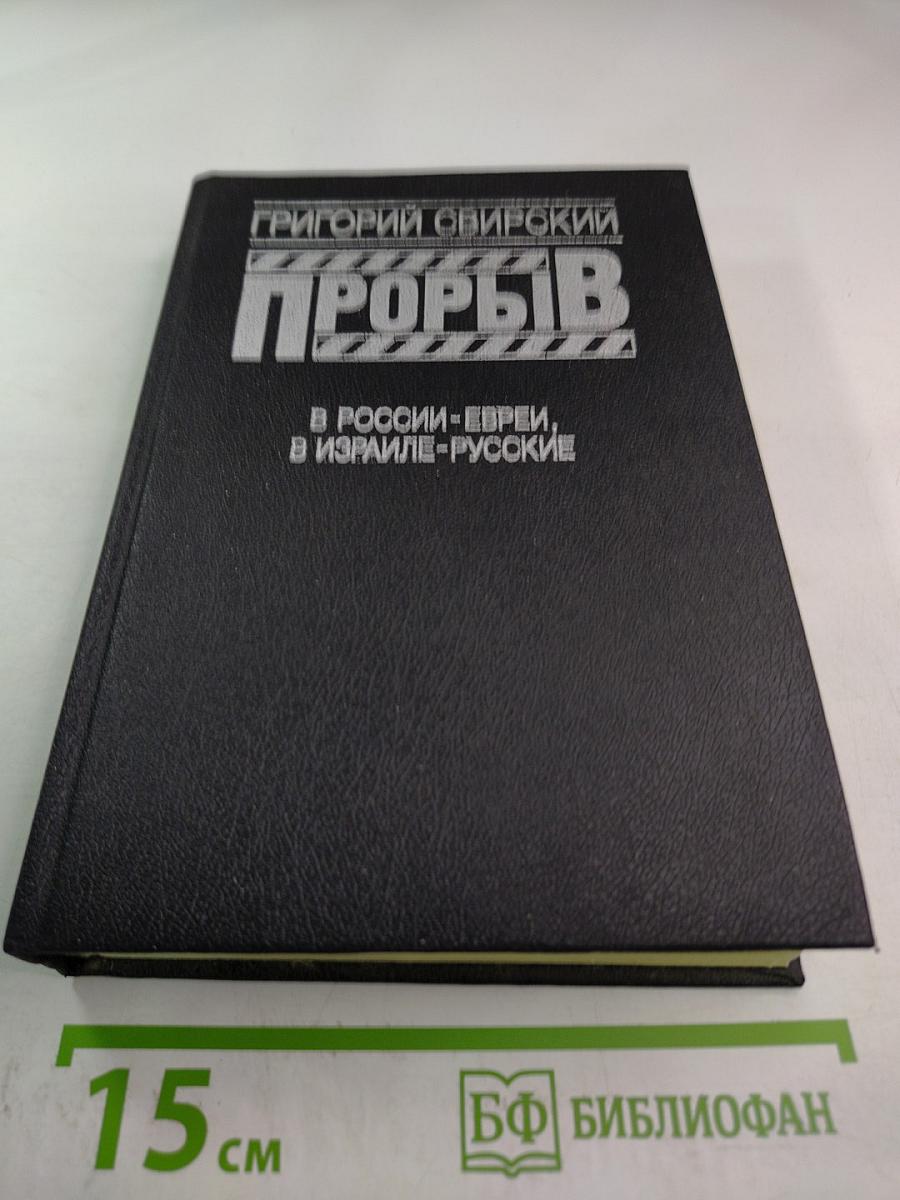 ГРИГОРИЙ СВИРСКИЙ
ПРОРЫВ
В РОССИИ-ЕВРЕИ,
В ИЗРАИЛЕ-РУССКИЕ
15 см
БФ БИБЛИОФАН